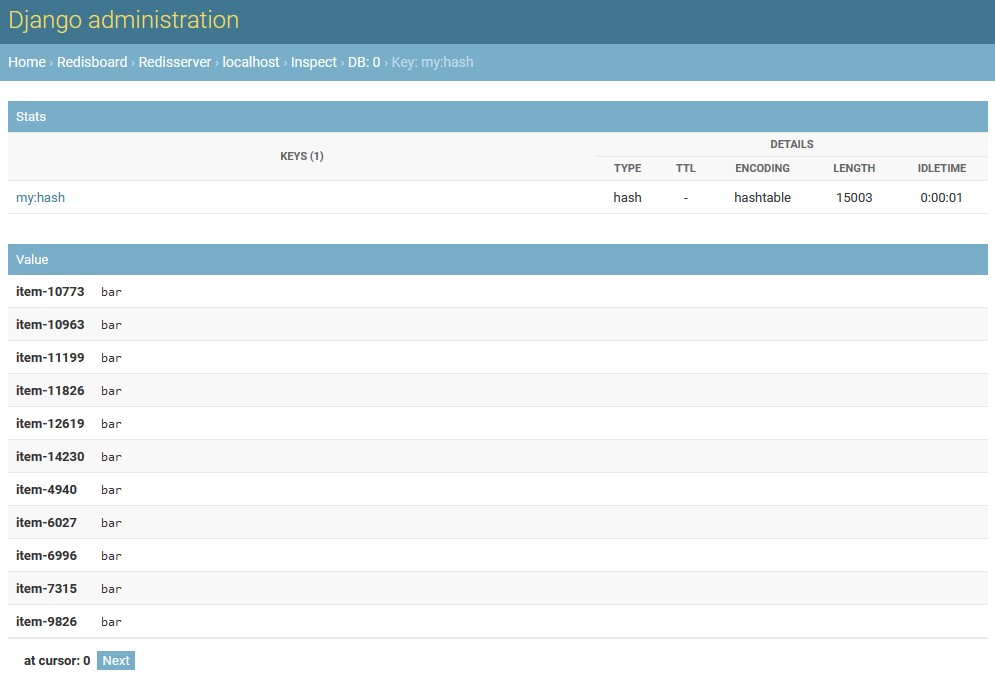 Django administration
Home › Redisboard › Redisserver › localhost › Inspect › DB: 0 › Key: my:hash
Stats
KEYS (1) DETAILS
TYPE TTL ENCODING LENGTH IDLETIME
my:hash hash - hashtable 15003 0:00:01
Value
item-10773 bar
item-10963 bar
item-11199 bar
item-11826 bar
item-12619 bar
item-14230 bar
item-4940 bar
item-6027 bar
item-6996 bar
item-7315 bar
item-9826 bar
at cursor: 0 Next